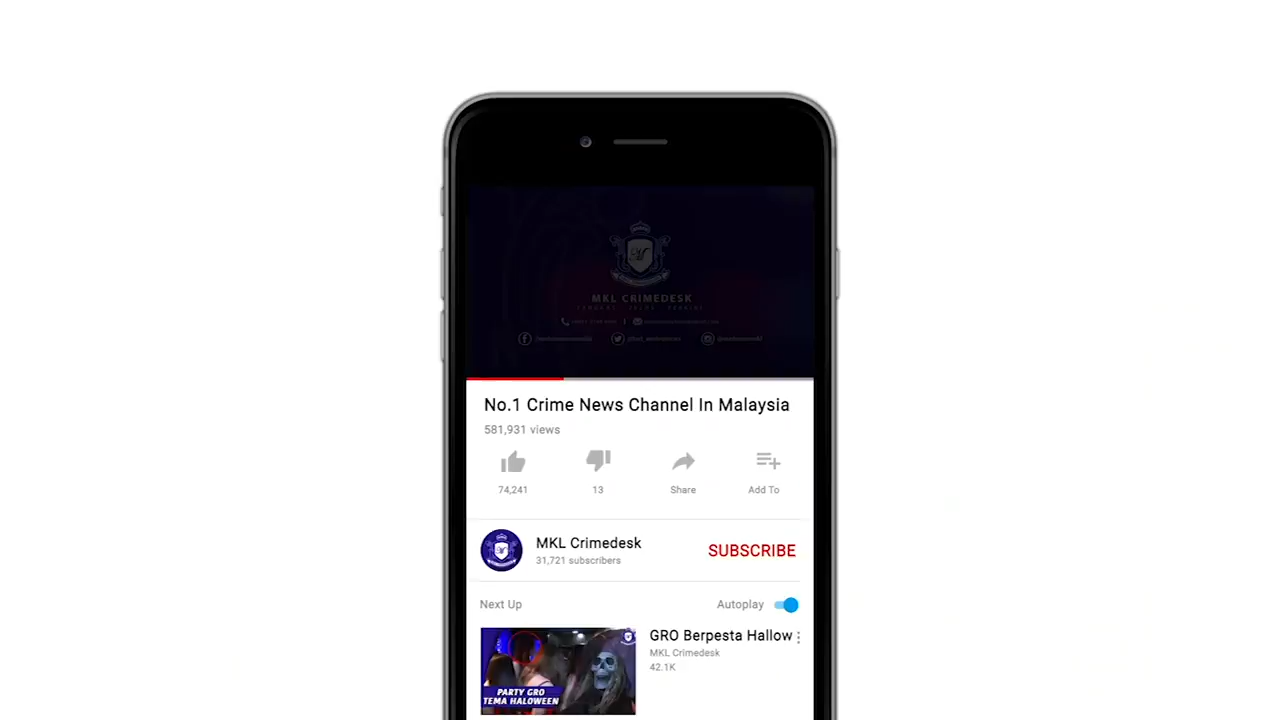 MKL CRIMEDESK
No.1 Crime News Channel In Malaysia
581,931 views
74,241
13
Share
Add To
MKL Crimedesk
31,721 subscribers
SUBSCRIBE
Next Up
Autoplay
GRO Berpesta Hallow
MKL Crimedesk
42.1K
PARTY GRO
TEMA HALOWEEN